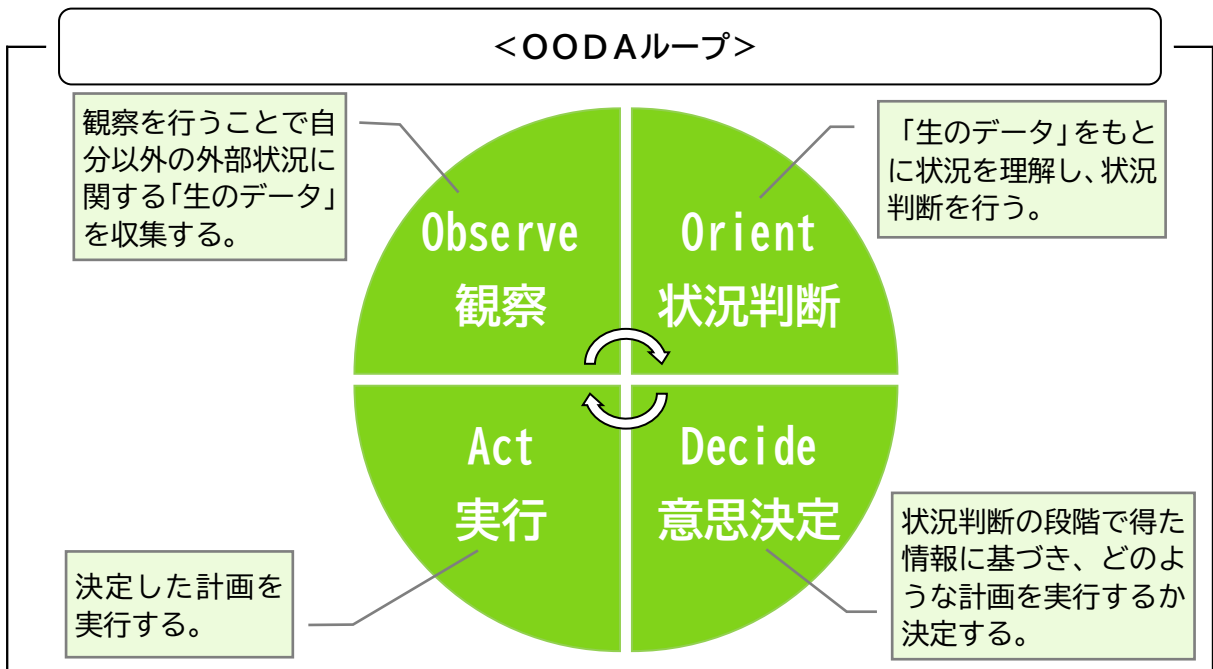 <OODAループ>
観察を行うことで自
分以外の外部状況に
関する「生のデータ」
を収集する。
「生のデータ」をもと
に状況を理解し、状況
判断を行う。
Observe
観察
Orient
状況判断
Act
実行
Decide
意思決定
決定した計画を
実行する。
状況判断の段階で得た
情報に基づき、どのよ
うな計画を実行するか
決定する。